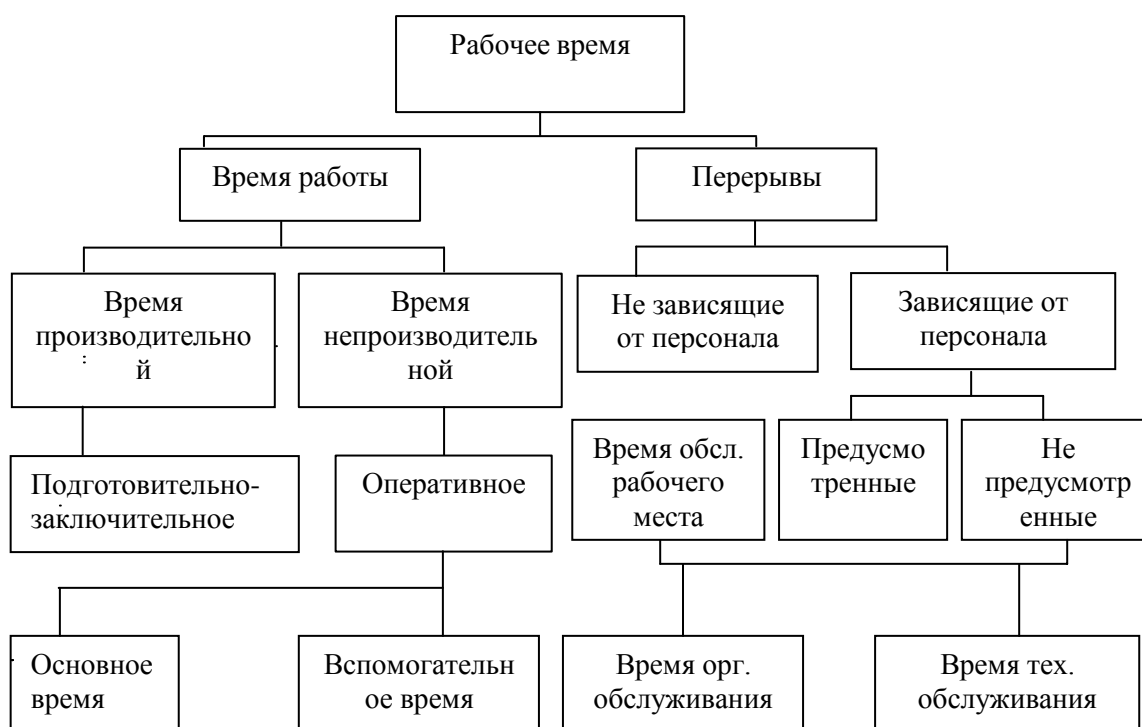 Рабочее время
Время работы
Перерывы
Время
производительно
й
Время
непроизводитель
ной
Не зависящие
от персонала
Зависящие от
персонала
Подготовительно-
заключительное
Оперативное
Время обсл.
рабочего
места
Предусмо
тренные
Не
предусмотр
енные
Основное
время
Вспомогательн
ое время
Время орг.
обслуживания
Время тех.
обслуживания